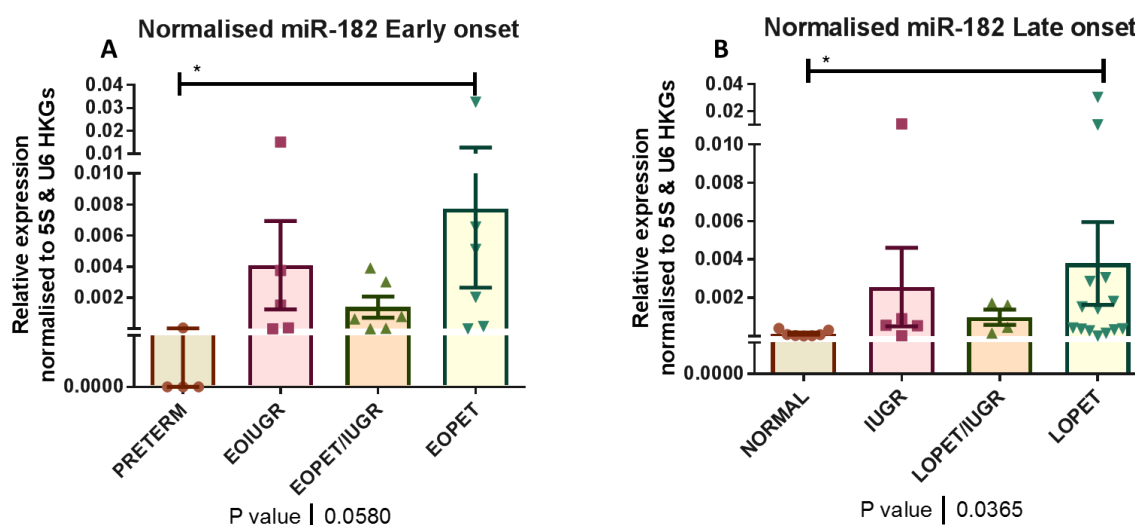 A
Normalised miR-182 Early onset
*
Relative expression
normalised to 5S & U6 HKGs
0.04
0.03
0.02
0.01
0.010
0.008
0.006
0.004
0.002
0.0000
PRETERM
EOIUGR
EOPET/IUGR
EOPET
P value | 0.0580
B
Normalised miR-182 Late onset
*
Relative expression
normalised to 5S & U6 HKGs
0.04
0.02
0.010
0.008
0.006
0.004
0.002
0.0000
NORMAL
IUGR
LOPET/IUGR
LOPET
P value | 0.0365